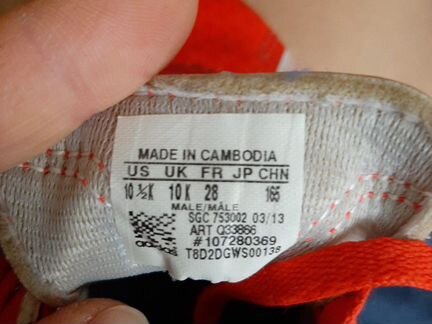 MADE IN CAMBODIA
US UK FR JP CHN
10 ½K 10K 28 165
MALE/MÂLE
SGC 753002 03/13
ART Q33866
#107280369
T8D2DGWS00138